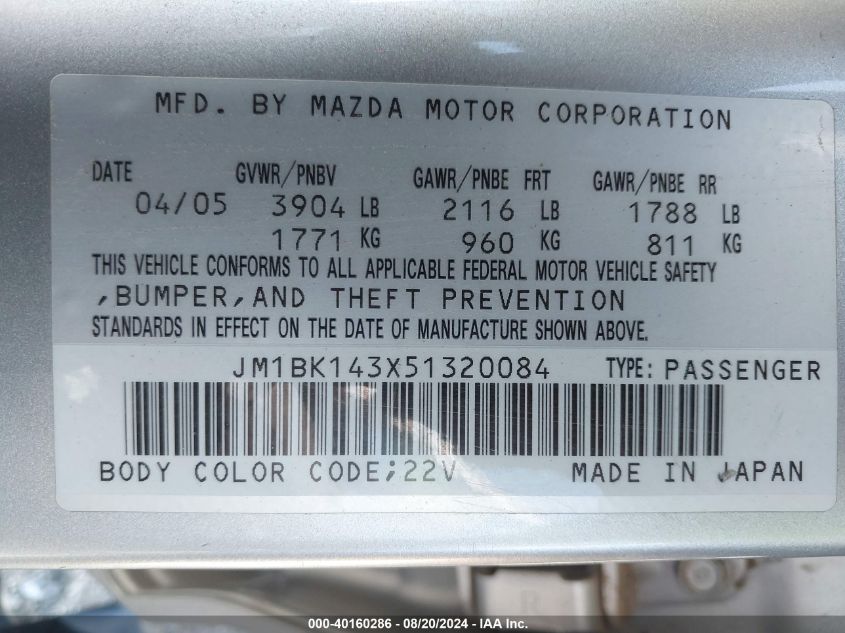 MFD. BY MAZDA MOTOR CORPORATION
DATE GVWR/PNBV GAWR/PNBE FRT GAWR/PNBE RR
04/05 3904 LB 2116 LB 1788 LB
1771 KG 960 KG 811 KG
THIS VEHICLE CONFORMS TO ALL APPLICABLE FEDERAL MOTOR VEHICLE SAFETY
,BUMPER,AND THEFT PREVENTION
STANDARDS IN EFFECT ON THE DATE OF MANUFACTURE SHOWN ABOVE.
JM1BK143X51320084 TYPE: PASSENGER
BODY COLOR CODE;22V MADE IN JAPAN
R
000-40160286 - 08/20/2024 - IAA Inc.